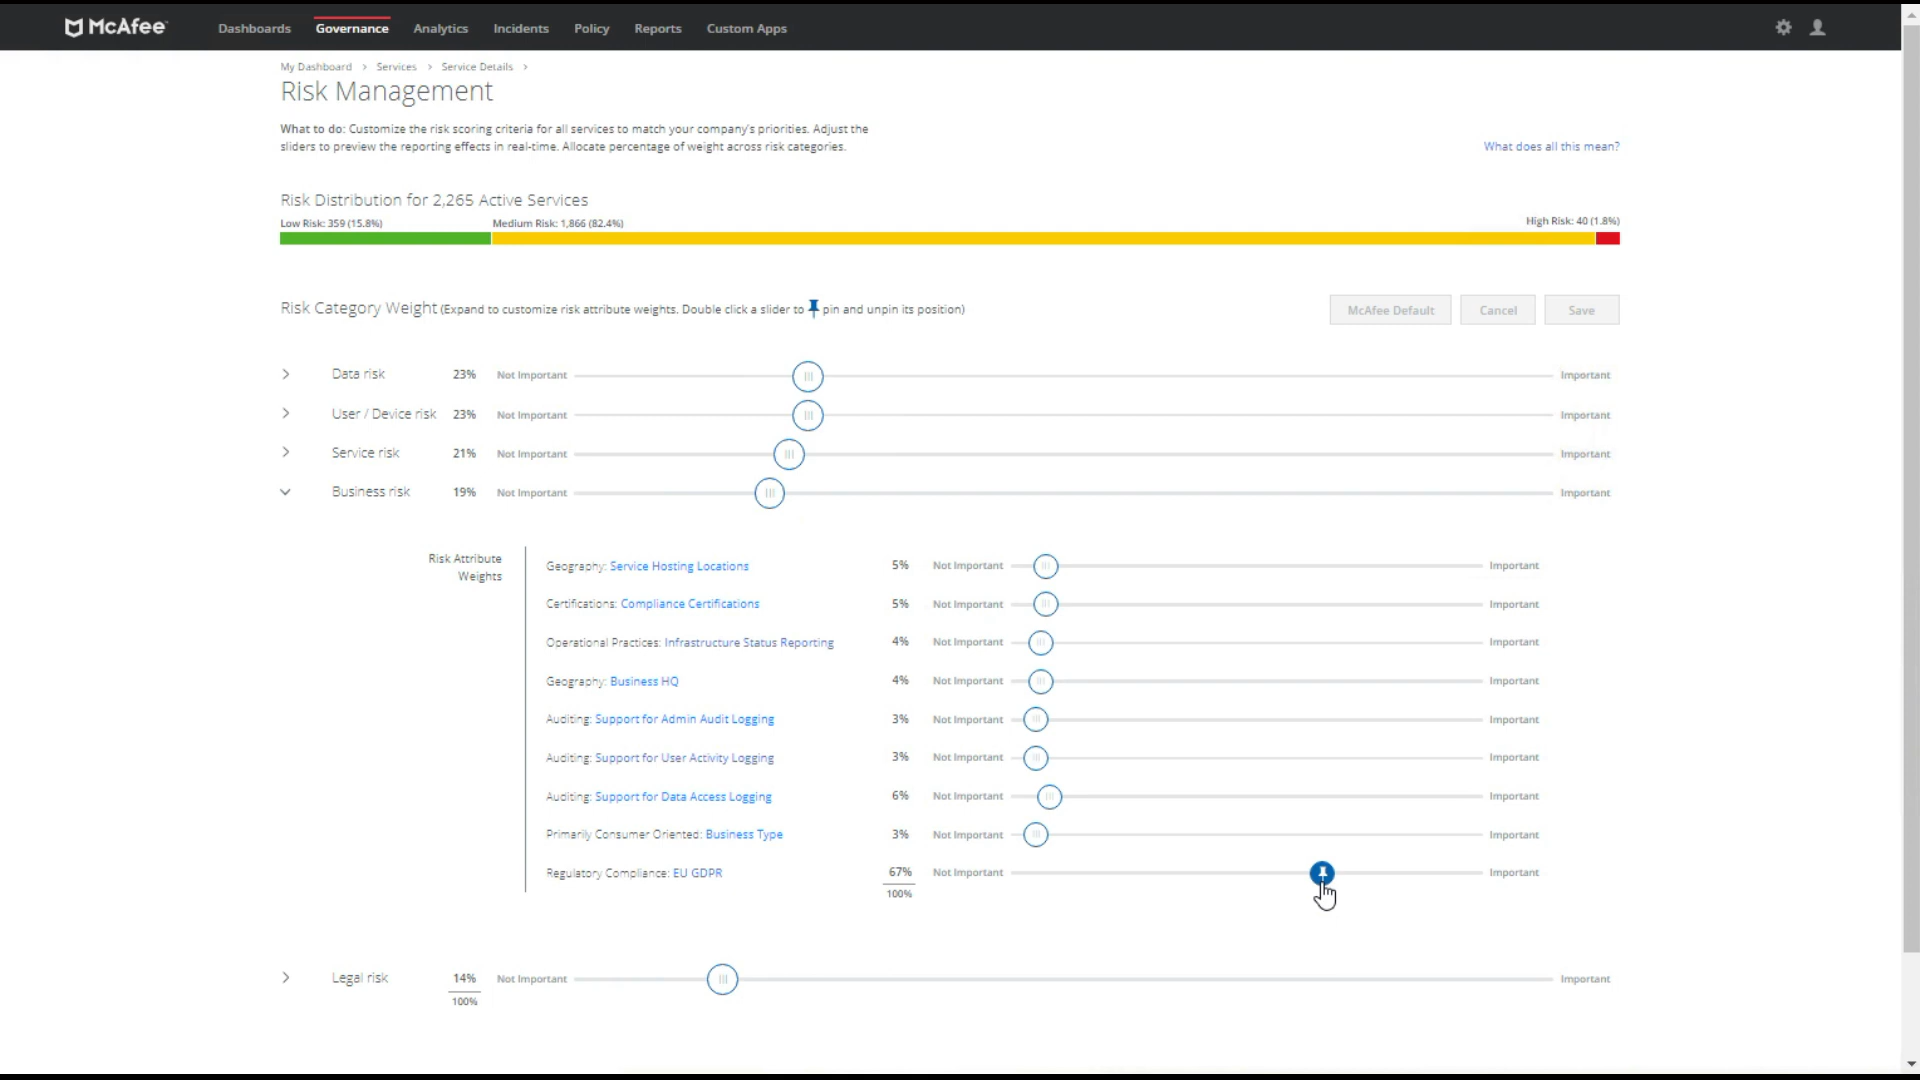 McAfee
Dashboards Governance Analytics Incidents Policy Reports Custom Apps
My Dashboard > Services > Service Details >
Risk Management
What to do: Customize the risk scoring criteria for all services to match your company's priorities. Adjust the
sliders to preview the reporting effects in real-time. Allocate percentage of weight across risk categories.
What does all this mean?
Risk Distribution for 2,265 Active Services
Low Risk: 359 (15.8%) Medium Risk: 1,866 (82.4%) High Risk: 40 (1.8%)
Risk Category Weight (Expand to customize risk attribute weights. Double click a slider to pin and unpin its position)
McAfee Default Cancel Save
Data risk 23% Not Important Important
User / Device risk 23% Not Important Important
Service risk 21% Not Important Important
Business risk 19% Not Important Important
Risk Attribute
Weights
Geography: Service Hosting Locations 5% Not Important Important
Certifications: Compliance Certifications 5% Not Important Important
Operational Practices: Infrastructure Status Reporting 4% Not Important Important
Geography: Business HQ 4% Not Important Important
Auditing: Support for Admin Audit Logging 3% Not Important Important
Auditing: Support for User Activity Logging 3% Not Important Important
Auditing: Support for Data Access Logging 6% Not Important Important
Primarily Consumer Oriented: Business Type 3% Not Important Important
Regulatory Compliance: EU GDPR 67% Not Important Important
100%
Legal risk 14% Not Important Important
100%